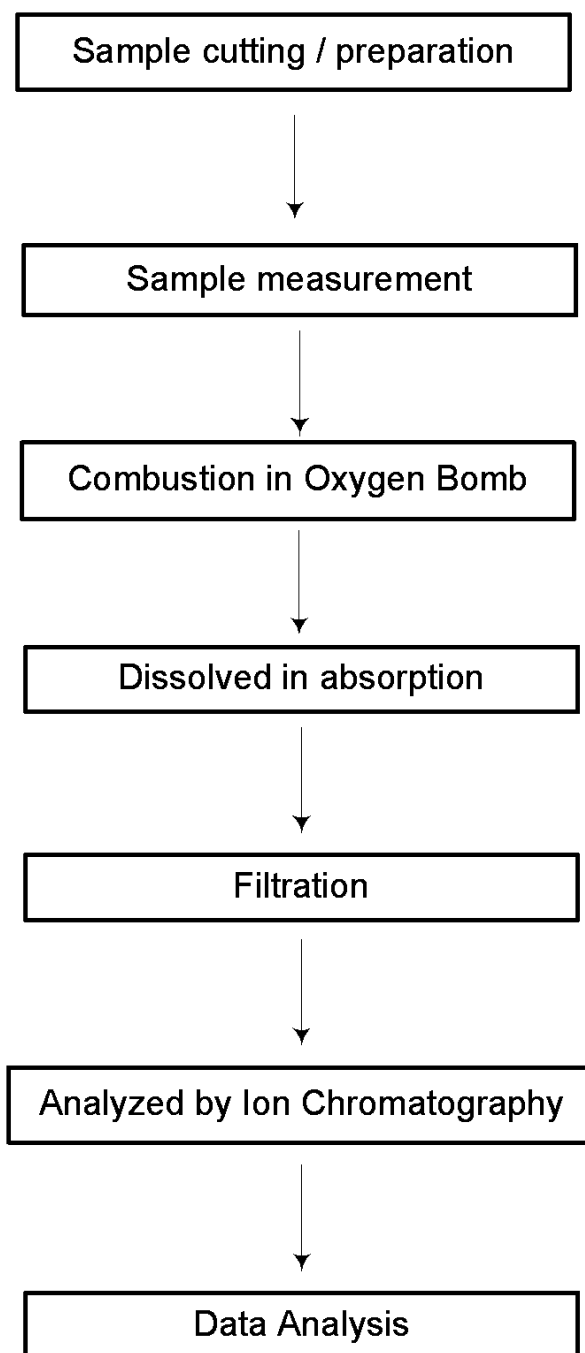 Sample cutting / preparation
Sample measurement
Combustion in Oxygen Bomb
Dissolved in absorption
Filtration
Analyzed by Ion Chromatography
Data Analysis